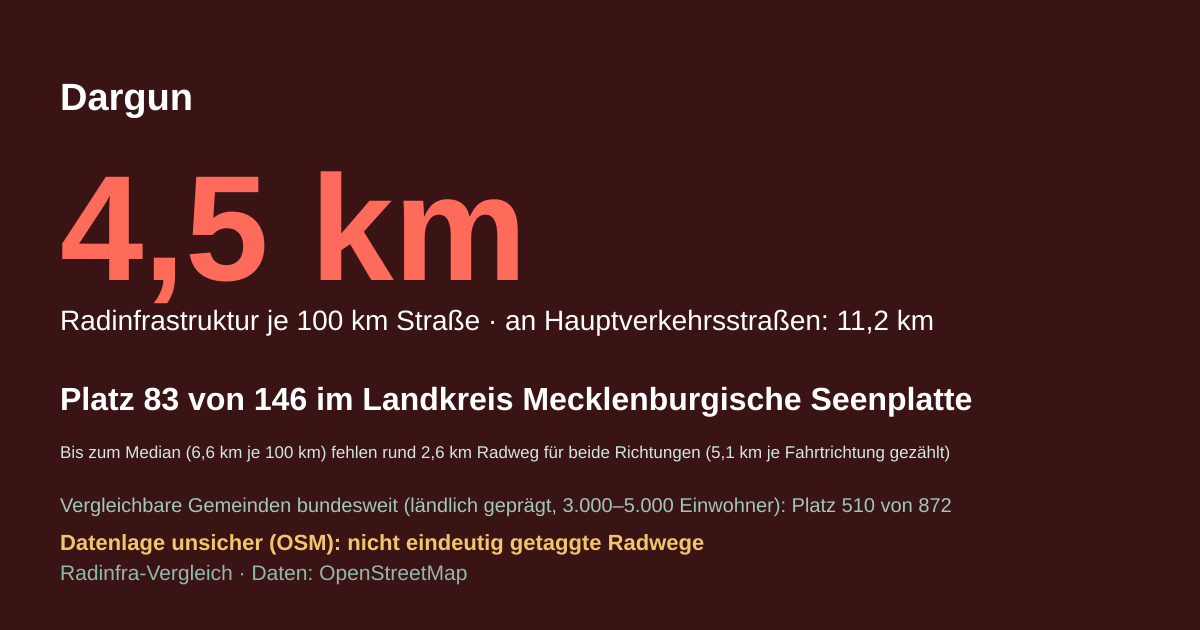 Dargun
4,5 km
Radinfrastruktur je 100 km Straße · an Hauptverkehrsstraßen: 11,2 km
Platz 83 von 146 im Landkreis Mecklenburgische Seenplatte
Bis zum Median (6,6 km je 100 km) fehlen rund 2,6 km Radweg für beide Richtungen (5,1 km je Fahrtrichtung gezählt)
Vergleichbare Gemeinden bundesweit (ländlich geprägt, 3.000–5.000 Einwohner): Platz 510 von 872
Datenlage unsicher (OSM): nicht eindeutig getaggte Radwege
Radinfra-Vergleich · Daten: OpenStreetMap